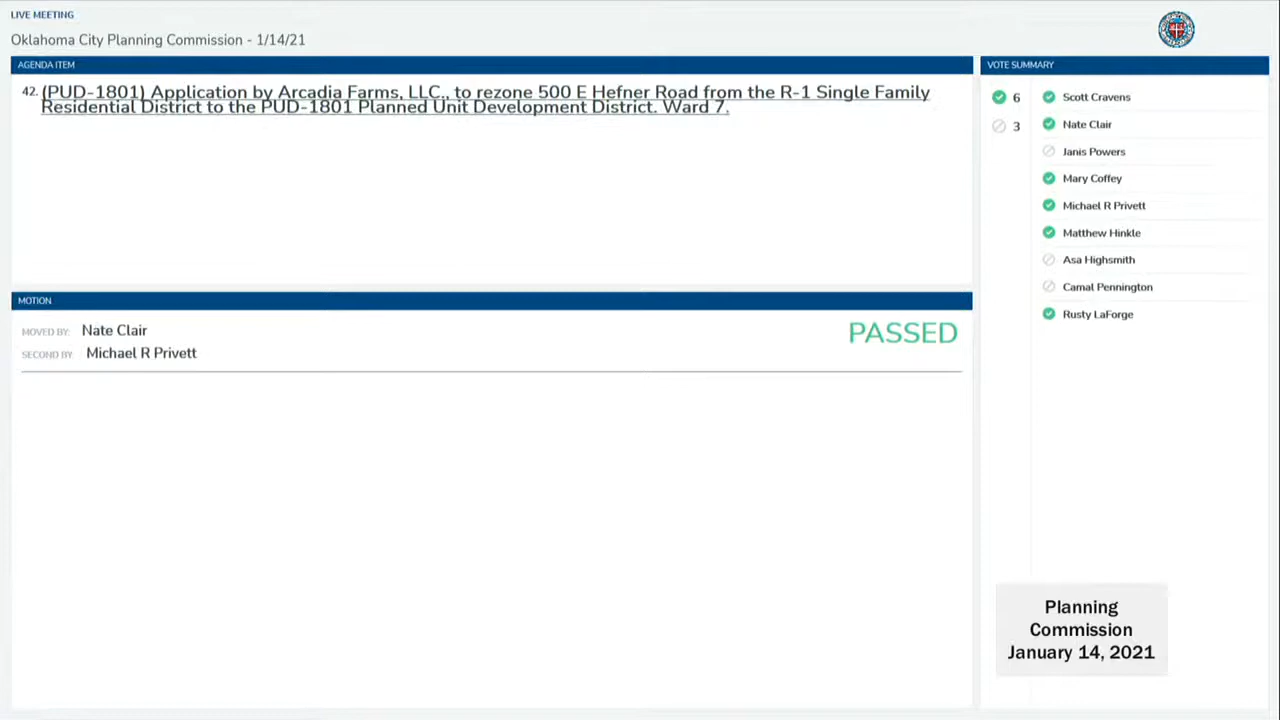 LIVE MEETING
Oklahoma City Planning Commission - 1/14/21
AGENDA ITEM
42. (PUD-1801) Application by Arcadia Farms, LLC., to rezone 500 E Hefner Road from the R-1 Single Family
Residential District to the PUD-1801 Planned Unit Development District. Ward 7.
MOTION
MOVED BY: Nate Clair
SECOND BY: Michael R Privett
PASSED
VOTE SUMMARY
6
3
Scott Cravens
Nate Clair
Janis Powers
Mary Coffey
Michael R Privett
Matthew Hinkle
Asa Highsmith
Camal Pennington
Rusty LaForge
Planning
Commission
January 14, 2021